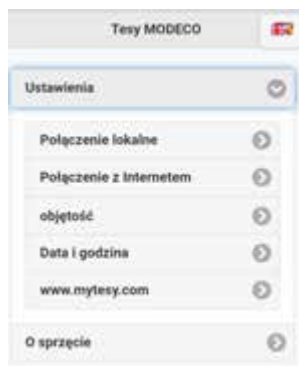 Tesy MODECO
Ustawienia
Połączenie lokalne
Połączenie z Internetem
objętość
Data i godzina
www.mytesy.com
O sprzęcie